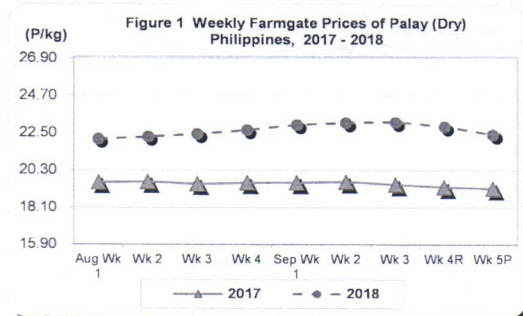 Figure 1 Weekly Farmgate Prices of Palay (Dry)
Philippines, 2017 - 2018
(P/kg)
26.90
24.70
22.50
20.30
18.10
15.90
Aug Wk 1
Wk 2
Wk 3
Wk 4
Sep Wk 1
Wk 2
Wk 3
Wk 4R
Wk 5P
2017
2018